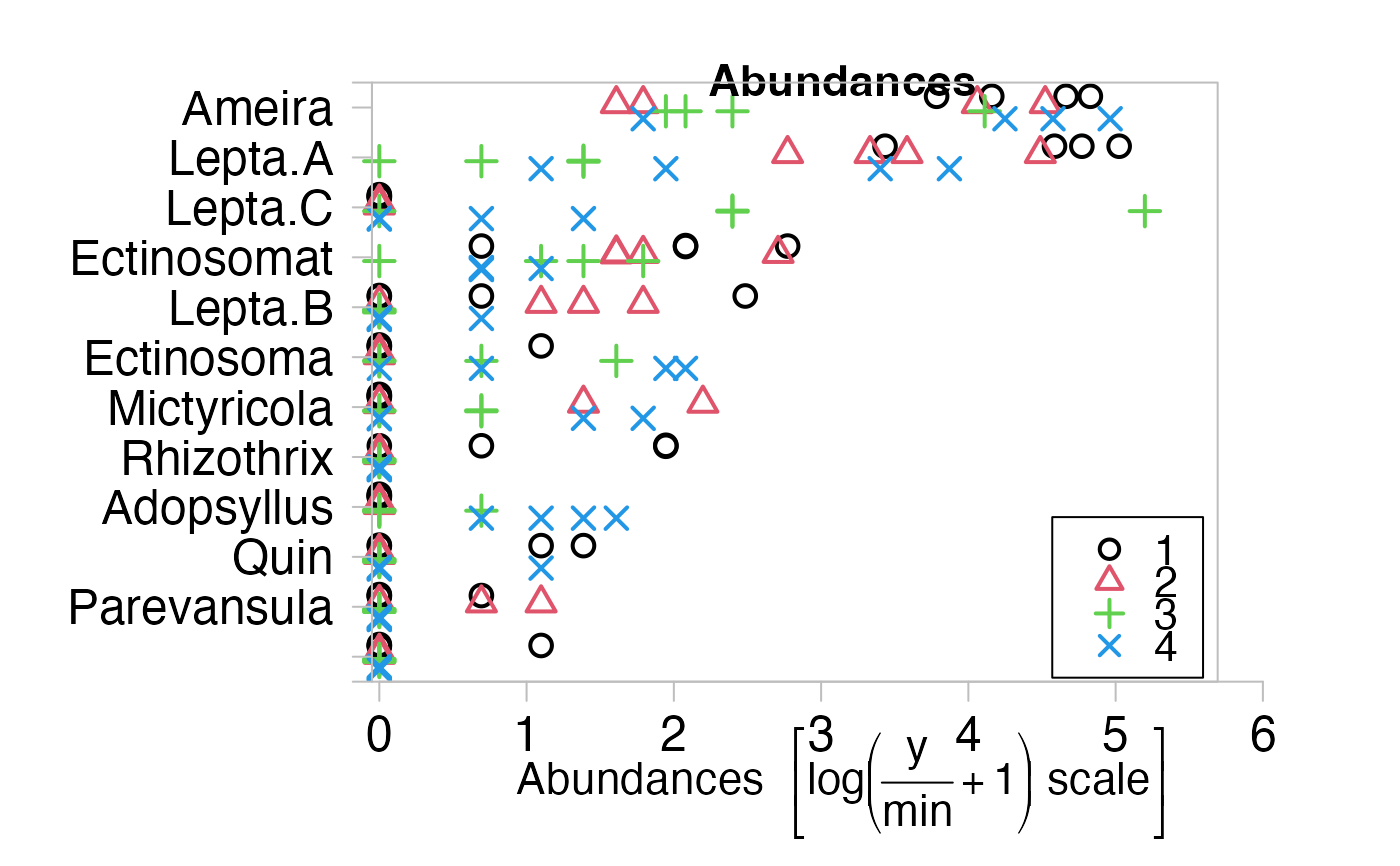 Abundances
Ameira
Lepta.A
Lepta.C
Ectinosomat
Lepta.B
Ectinosoma
Mictyricola
Rhizothrix
Adopsyllus
Quin
Parevansula
1
2
3
4
0 1 2 3 4 5 6
Abundances [log(y/min + 1) scale]